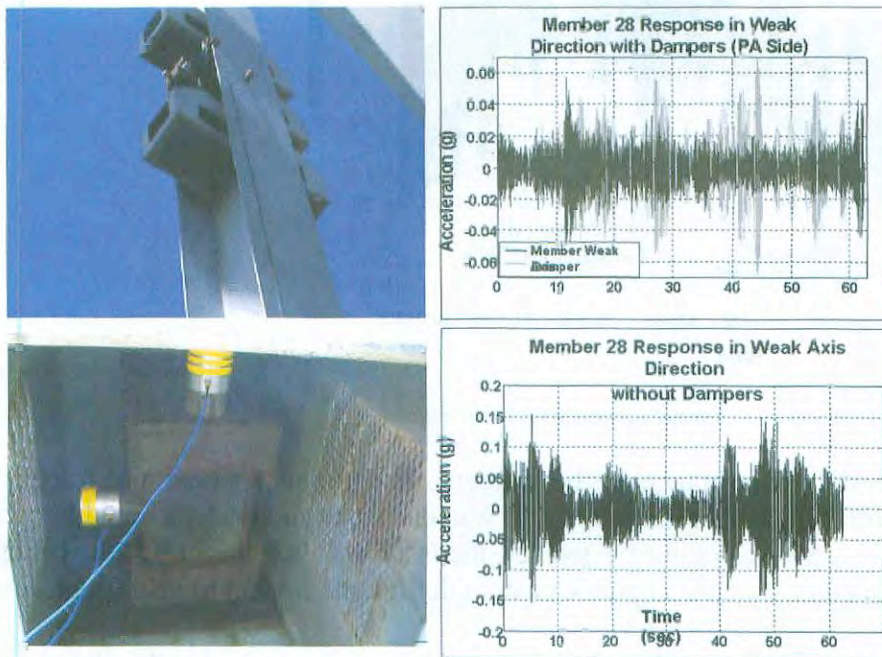 Member 28 Response in Weak
Direction with Dampers (PA Side)
Acceleration (g)
0.06
0.04
0.02
0
-0.02
-0.04
-0.06
Member Weak
Damper
0 10 20 30 40 50 60
Member 28 Response in Weak Axis
Direction
without Dampers
Acceleration (g)
0.2
0.15
0.1
0.05
0
-0.05
-0.1
-0.15
-0.2
0 10 20 30 40 50 60 70
Time
(sec)